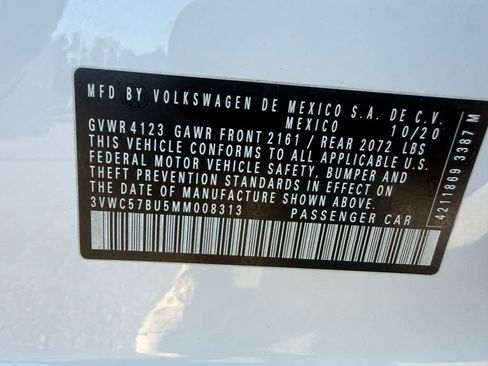 MFD BY VOLKSWAGEN DE MEXICO S.A. DE C.V.
MEXICO 10/20
GVWR 4123 GAWR FRONT 2161 / REAR 2072 LBS
THIS VEHICLE CONFORMS TO ALL APPLICABLE U.S.
FEDERAL MOTOR VEHICLE SAFETY, BUMPER AND
THEFT PREVENTION STANDARDS IN EFFECT ON
THE DATE OF MANUFACTURE SHOWN ABOVE.
3VWC57BU5MM008313 PASSENGER CAR
4211869 3387 M